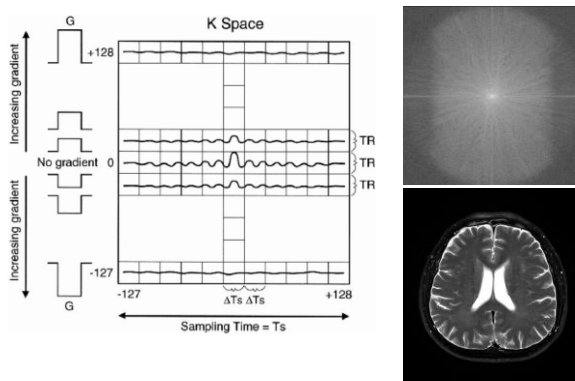 G
K Space
Increasing gradient
+128
TR
No gradient 0
TR
TR
Increasing gradient
-127
G
-127
ΔTs ΔTs
+128
Sampling Time = Ts